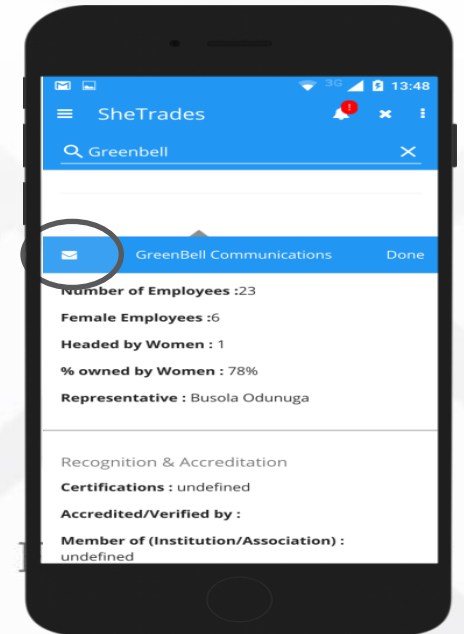 3G 13:48
SheTrades
Greenbell
GreenBell Communications Done
Number of Employees :23
Female Employees :6
Headed by Women : 1
% owned by Women : 78%
Representative : Busola Odunuga
Recognition & Accreditation
Certifications : undefined
Accredited/Verified by :
Member of (Institution/Association) :
undefined